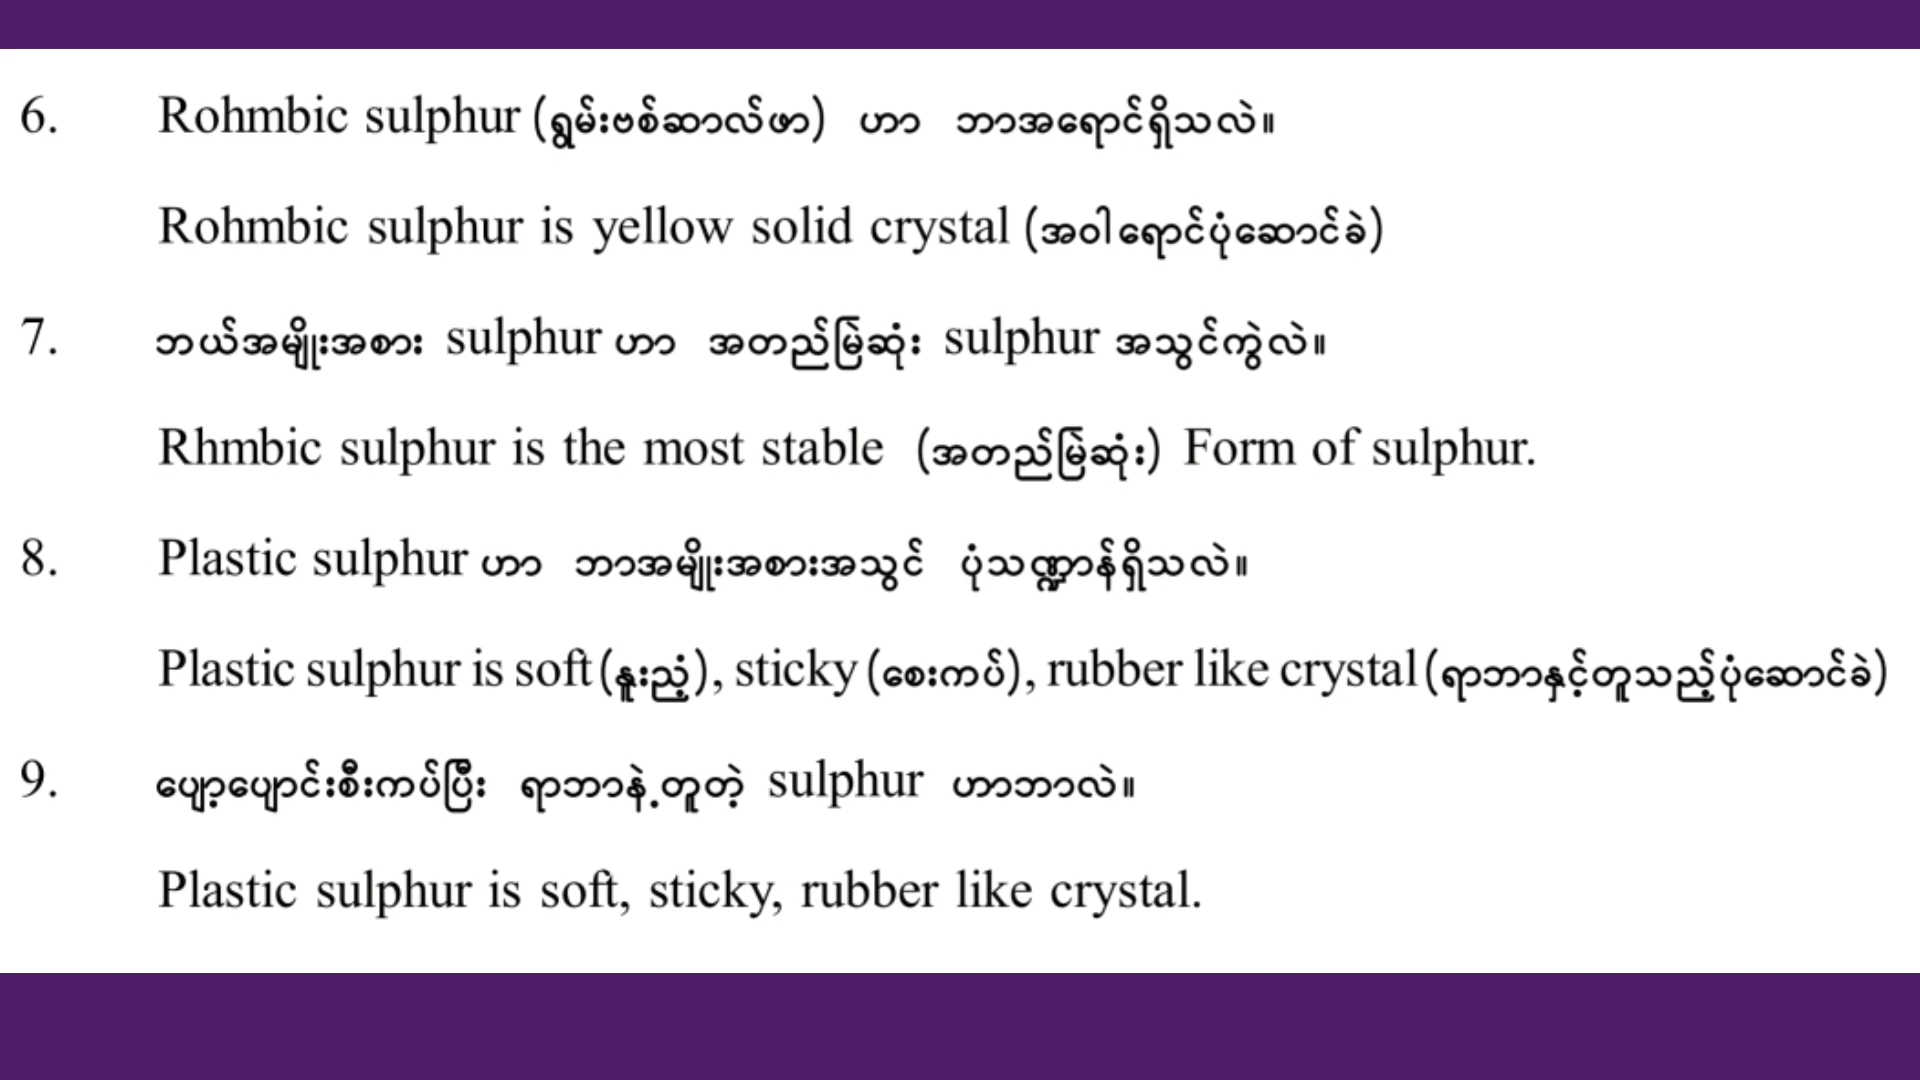 6. Rohmbic sulphur (ရွမ်းဗစ်ဆာလ်ဖာ) ဟာ ဘာအရောင်ရှိသလဲ။
Rohmbic sulphur is yellow solid crystal (အဝါရောင်ပုံဆောင်ခဲ)
7. ဘယ်အမျိုးအစား sulphur ဟာ အတည်မြဲဆုံး sulphur အသွင်ကွဲလဲ။
Rhmbic sulphur is the most stable (အတည်မြဲဆုံး) Form of sulphur.
8. Plastic sulphur ဟာ ဘာအမျိုးအစားအသွင် ပုံသဏ္ဍာန်ရှိသလဲ။
Plastic sulphur is soft (နူးညံ့), sticky (စေးကပ်), rubber like crystal (ရာဘာနှင့်တူသည့်ပုံဆောင်ခဲ)
9. ပျော့ပျောင်းစီးကပ်ပြီး ရာဘာနဲ့တူတဲ့ sulphur ဟာဘာလဲ။
Plastic sulphur is soft, sticky, rubber like crystal.